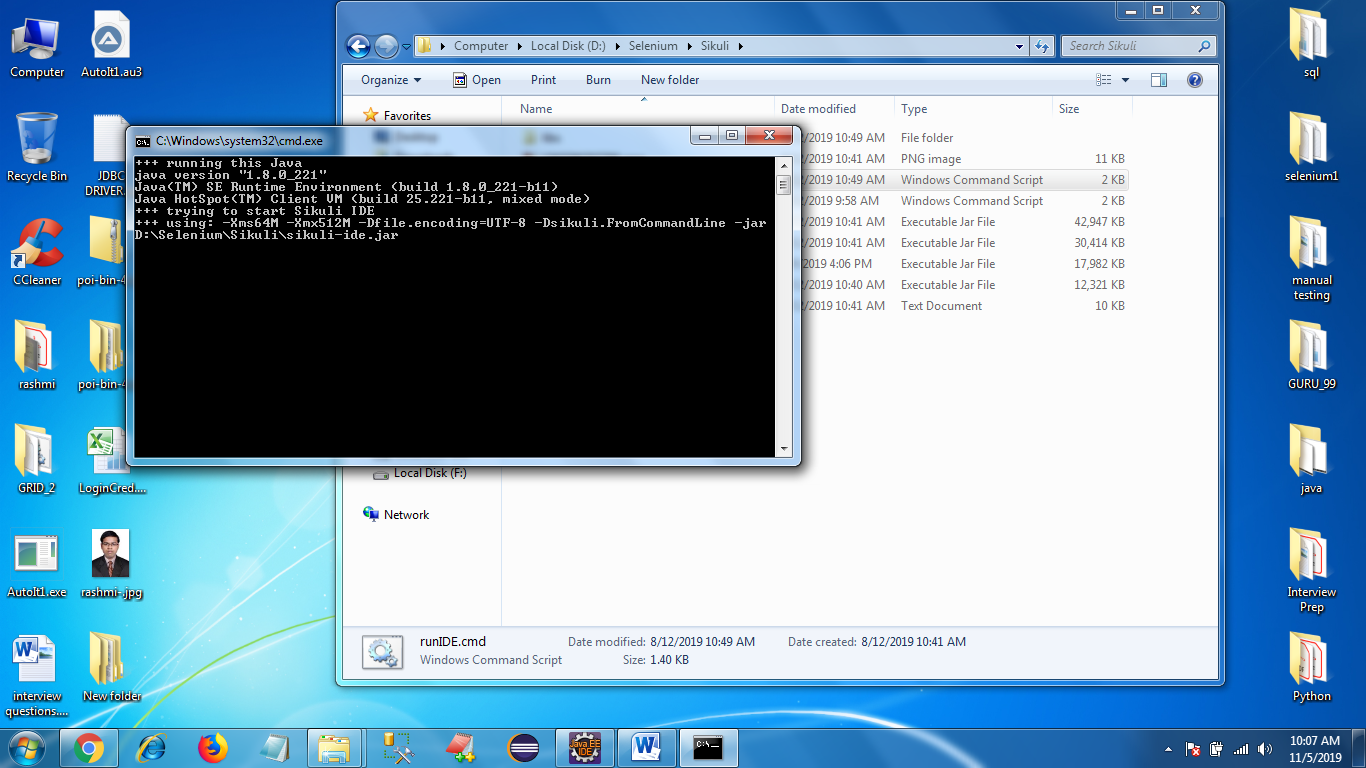 Computer
AutoIt1.au3
Recycle Bin
JDBC
DRIVER.
CCleaner
poi-bin-4
rashmi
poi-bin-4
GRID_2
LoginCred....
AutoIt1.exe
rashmi-.jpg
interview
questions....
New folder
Computer
Local Disk (D:)
Selenium
Sikuli
Search Sikuli
Organize
Open
Print
Burn
New folder
Favorites
Name
Date modified
Type
Size
2/2019 10:49 AM File folder
2/2019 10:41 AM PNG image 11 KB
2/2019 10:49 AM Windows Command Script 2 KB
2/2019 9:58 AM Windows Command Script 2 KB
2/2019 10:41 AM Executable Jar File 42,947 KB
2/2019 10:41 AM Executable Jar File 30,414 KB
/2019 4:06 PM Executable Jar File 17,982 KB
2/2019 10:40 AM Executable Jar File 12,321 KB
2/2019 10:41 AM Text Document 10 KB
C:\Windows\system32\cmd.exe
+++ running this Java
java version "1.8.0_221"
Java(TM) SE Runtime Environment (build 1.8.0_221-b11)
Java HotSpot(TM) Client VM (build 25.221-b11, mixed mode)
+++ trying to start Sikuli IDE
+++ using: -Xms64M -Xmx512M -Dfile.encoding=UTF-8 -Dsikuli.FromCommandLine -jar
D:\Selenium\Sikuli\sikuli-ide.jar
Local Disk (F:)
Network
runIDE.cmd Date modified: 8/12/2019 10:49 AM Date created: 8/12/2019 10:41 AM
Windows Command Script Size: 1.40 KB
sql
selenium1
manual
testing
GURU_99
java
Interview
Prep
Python
Java EE
IDE
10:07 AM
11/5/2019